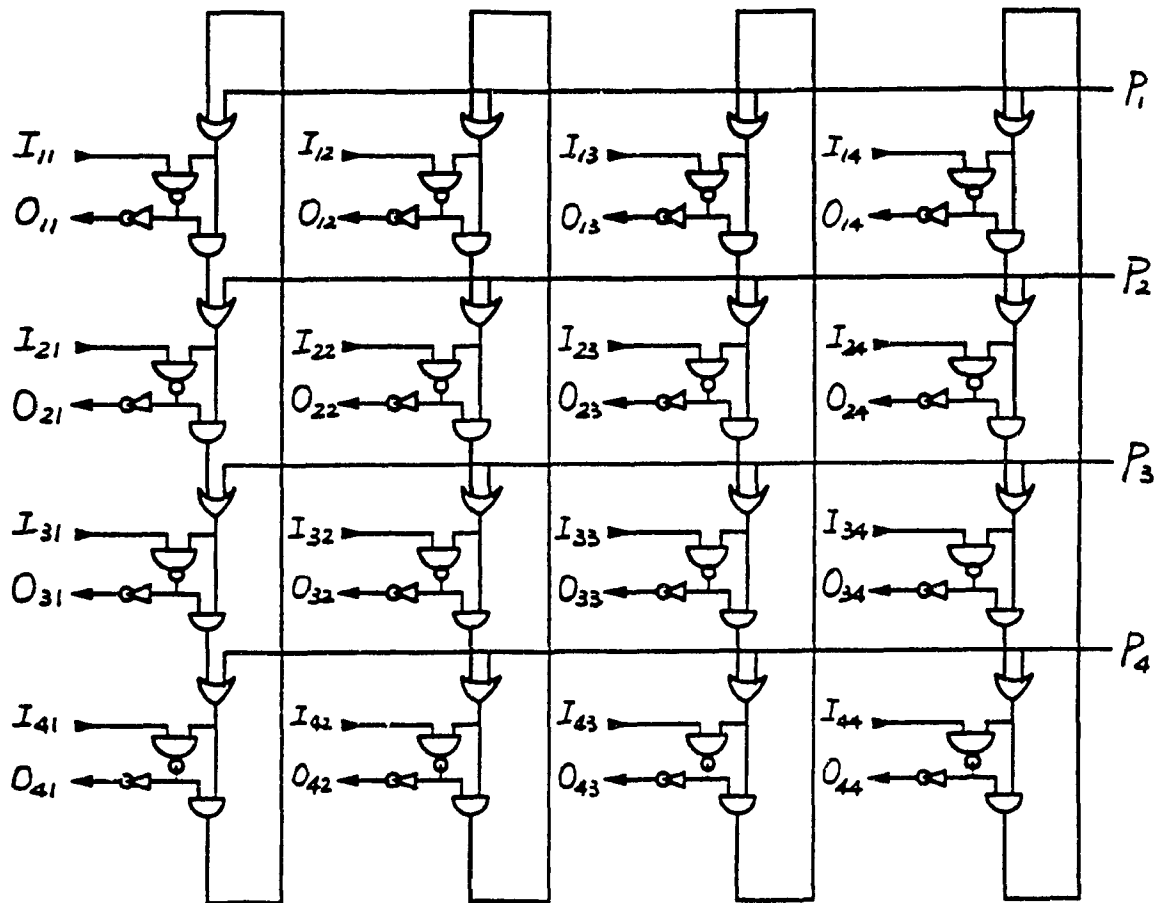 P₁
I₁₁ I₁₂ I₁₃ I₁₄
O₁₁ O₁₂ O₁₃ O₁₄
P₂
I₂₁ I₂₂ I₂₃ I₂₄
O₂₁ O₂₂ O₂₃ O₂₄
P₃
I₃₁ I₃₂ I₃₃ I₃₄
O₃₁ O₃₂ O₃₃ O₃₄
P₄
I₄₁ I₄₂ I₄₃ I₄₄
O₄₁ O₄₂ O₄₃ O₄₄